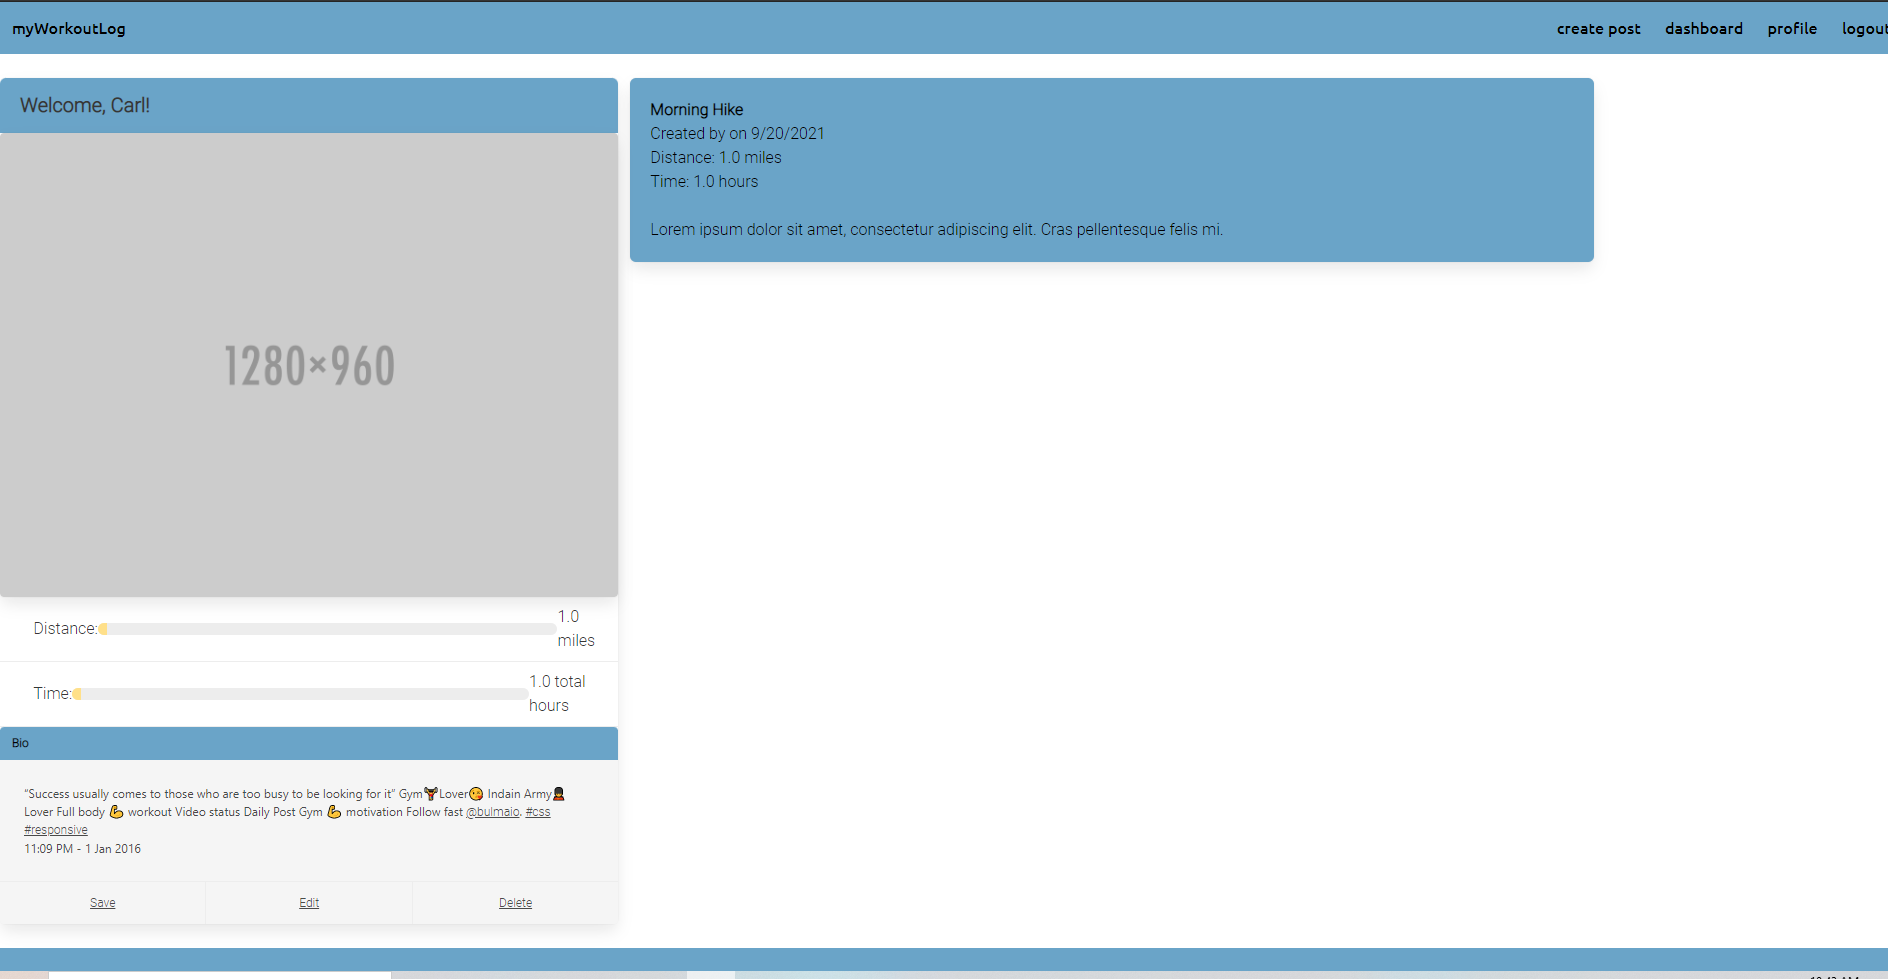 myWorkoutLog
create post dashboard profile logout
Welcome, Carl!
1280×960
Distance: 1.0 miles
Time: 1.0 total hours
Bio
“Success usually comes to those who are too busy to be looking for it” Gym Lover Indain Army
Lover Full body 💪 workout Video status Daily Post Gym 💪 motivation Follow fast @bulmaio. #css
#responsive
11:09 PM - 1 Jan 2016
Save Edit Delete
Morning Hike
Created by on 9/20/2021
Distance: 1.0 miles
Time: 1.0 hours
Lorem ipsum dolor sit amet, consectetur adipiscing elit. Cras pellentesque felis mi.